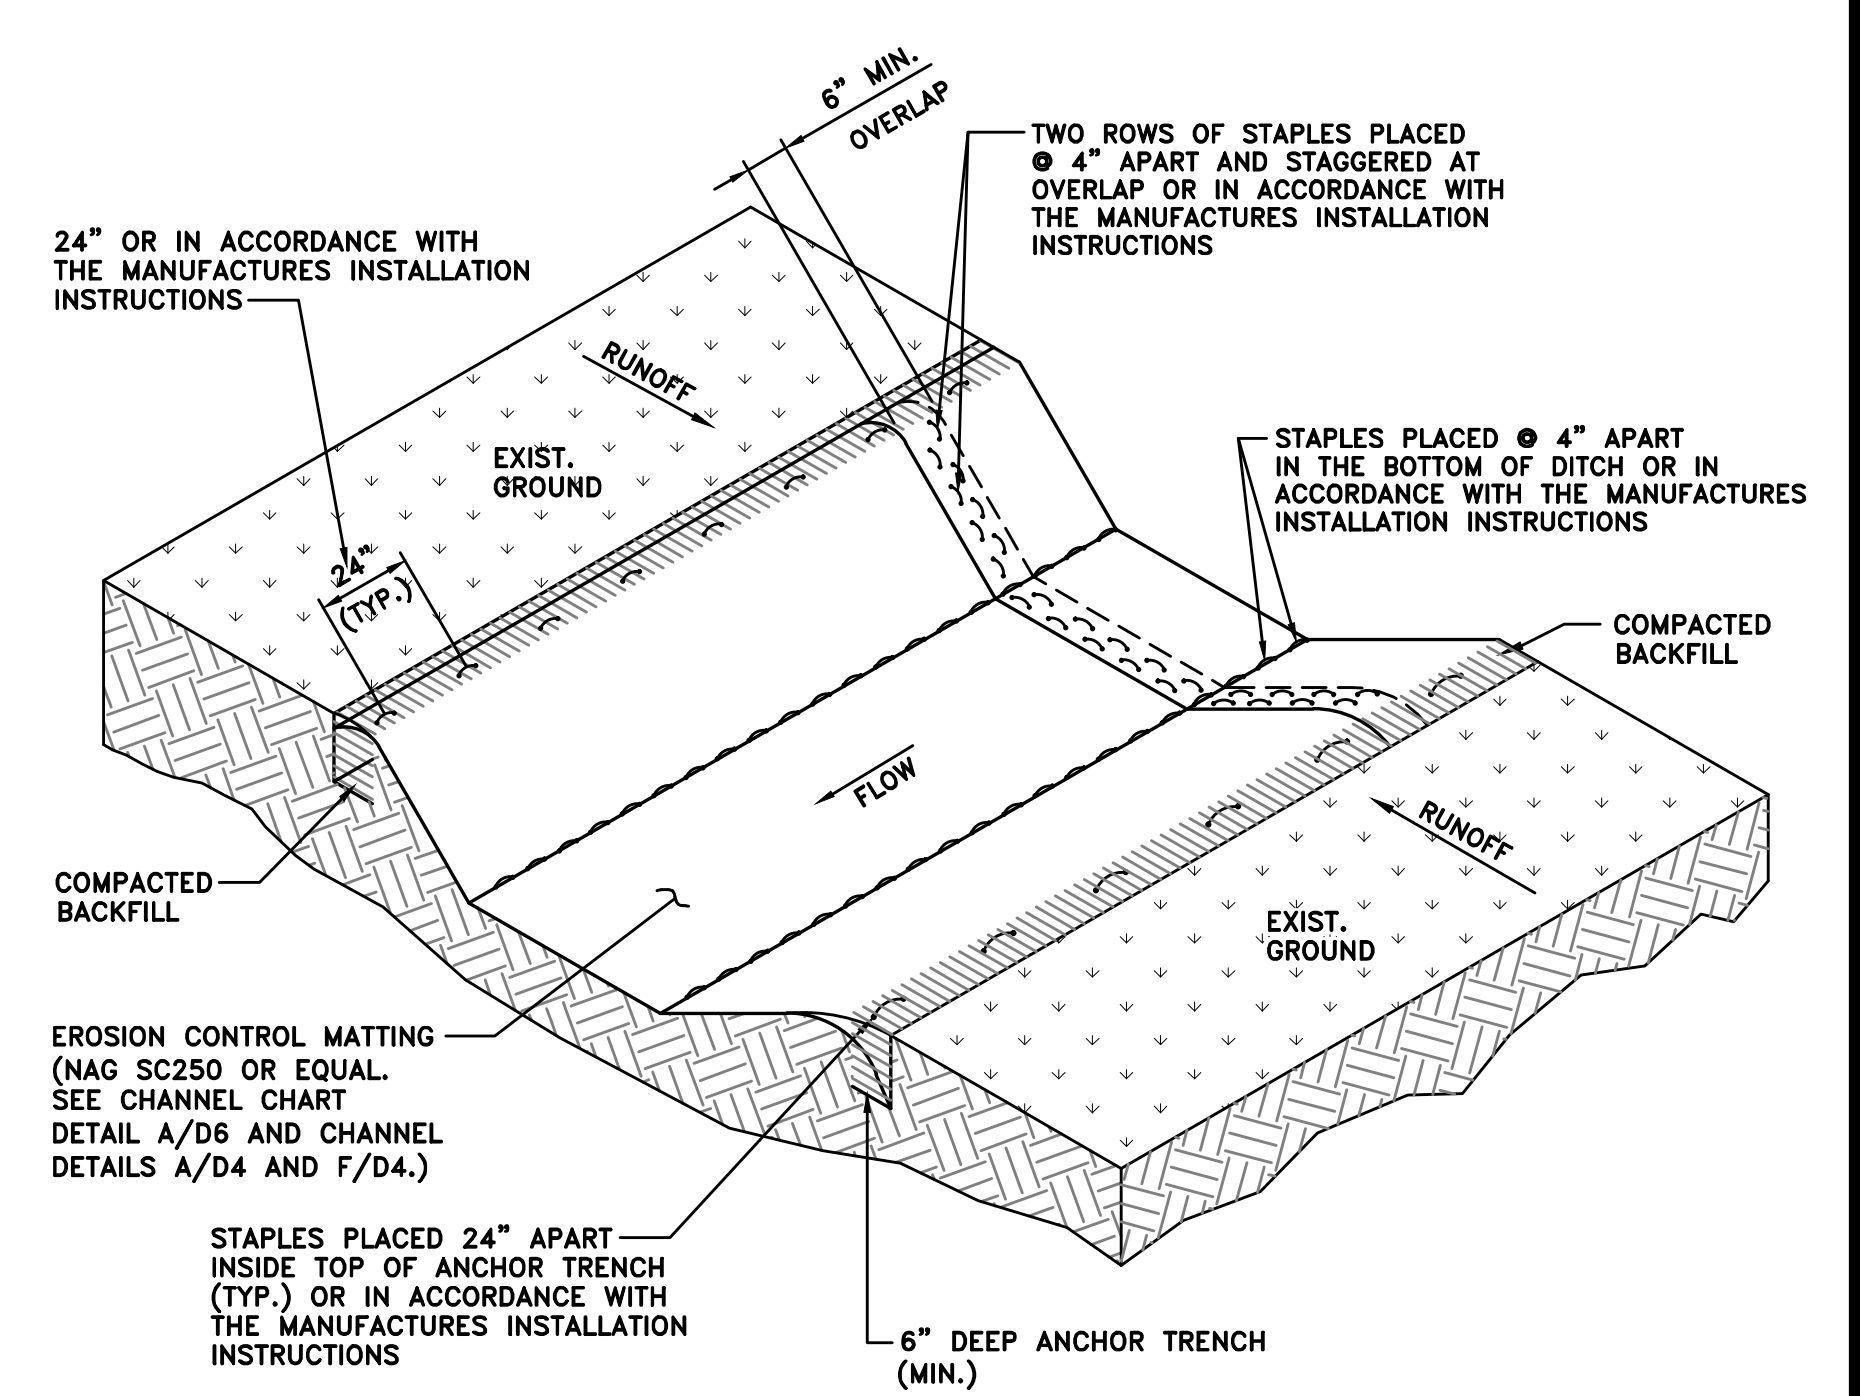 6” MIN.
OVERLAP
TWO ROWS OF STAPLES PLACED
@ 4” APART AND STAGGERED AT
OVERLAP OR IN ACCORDANCE WITH
THE MANUFACTURES INSTALLATION
INSTRUCTIONS
24” OR IN ACCORDANCE WITH
THE MANUFACTURES INSTALLATION
INSTRUCTIONS
RUNOFF
EXIST.
GROUND
STAPLES PLACED @ 4” APART
IN THE BOTTOM OF DITCH OR IN
ACCORDANCE WITH THE MANUFACTURES
INSTALLATION INSTRUCTIONS
24”
(TYP.)
COMPACTED
BACKFILL
FLOW
RUNOFF
COMPACTED
BACKFILL
EXIST.
GROUND
EROSION CONTROL MATTING
(NAG SC250 OR EQUAL.
SEE CHANNEL CHART
DETAIL A/D6 AND CHANNEL
DETAILS A/D4 AND F/D4.)
STAPLES PLACED 24” APART
INSIDE TOP OF ANCHOR TRENCH
(TYP.) OR IN ACCORDANCE WITH
THE MANUFACTURES INSTALLATION
INSTRUCTIONS
6” DEEP ANCHOR TRENCH
(MIN.)